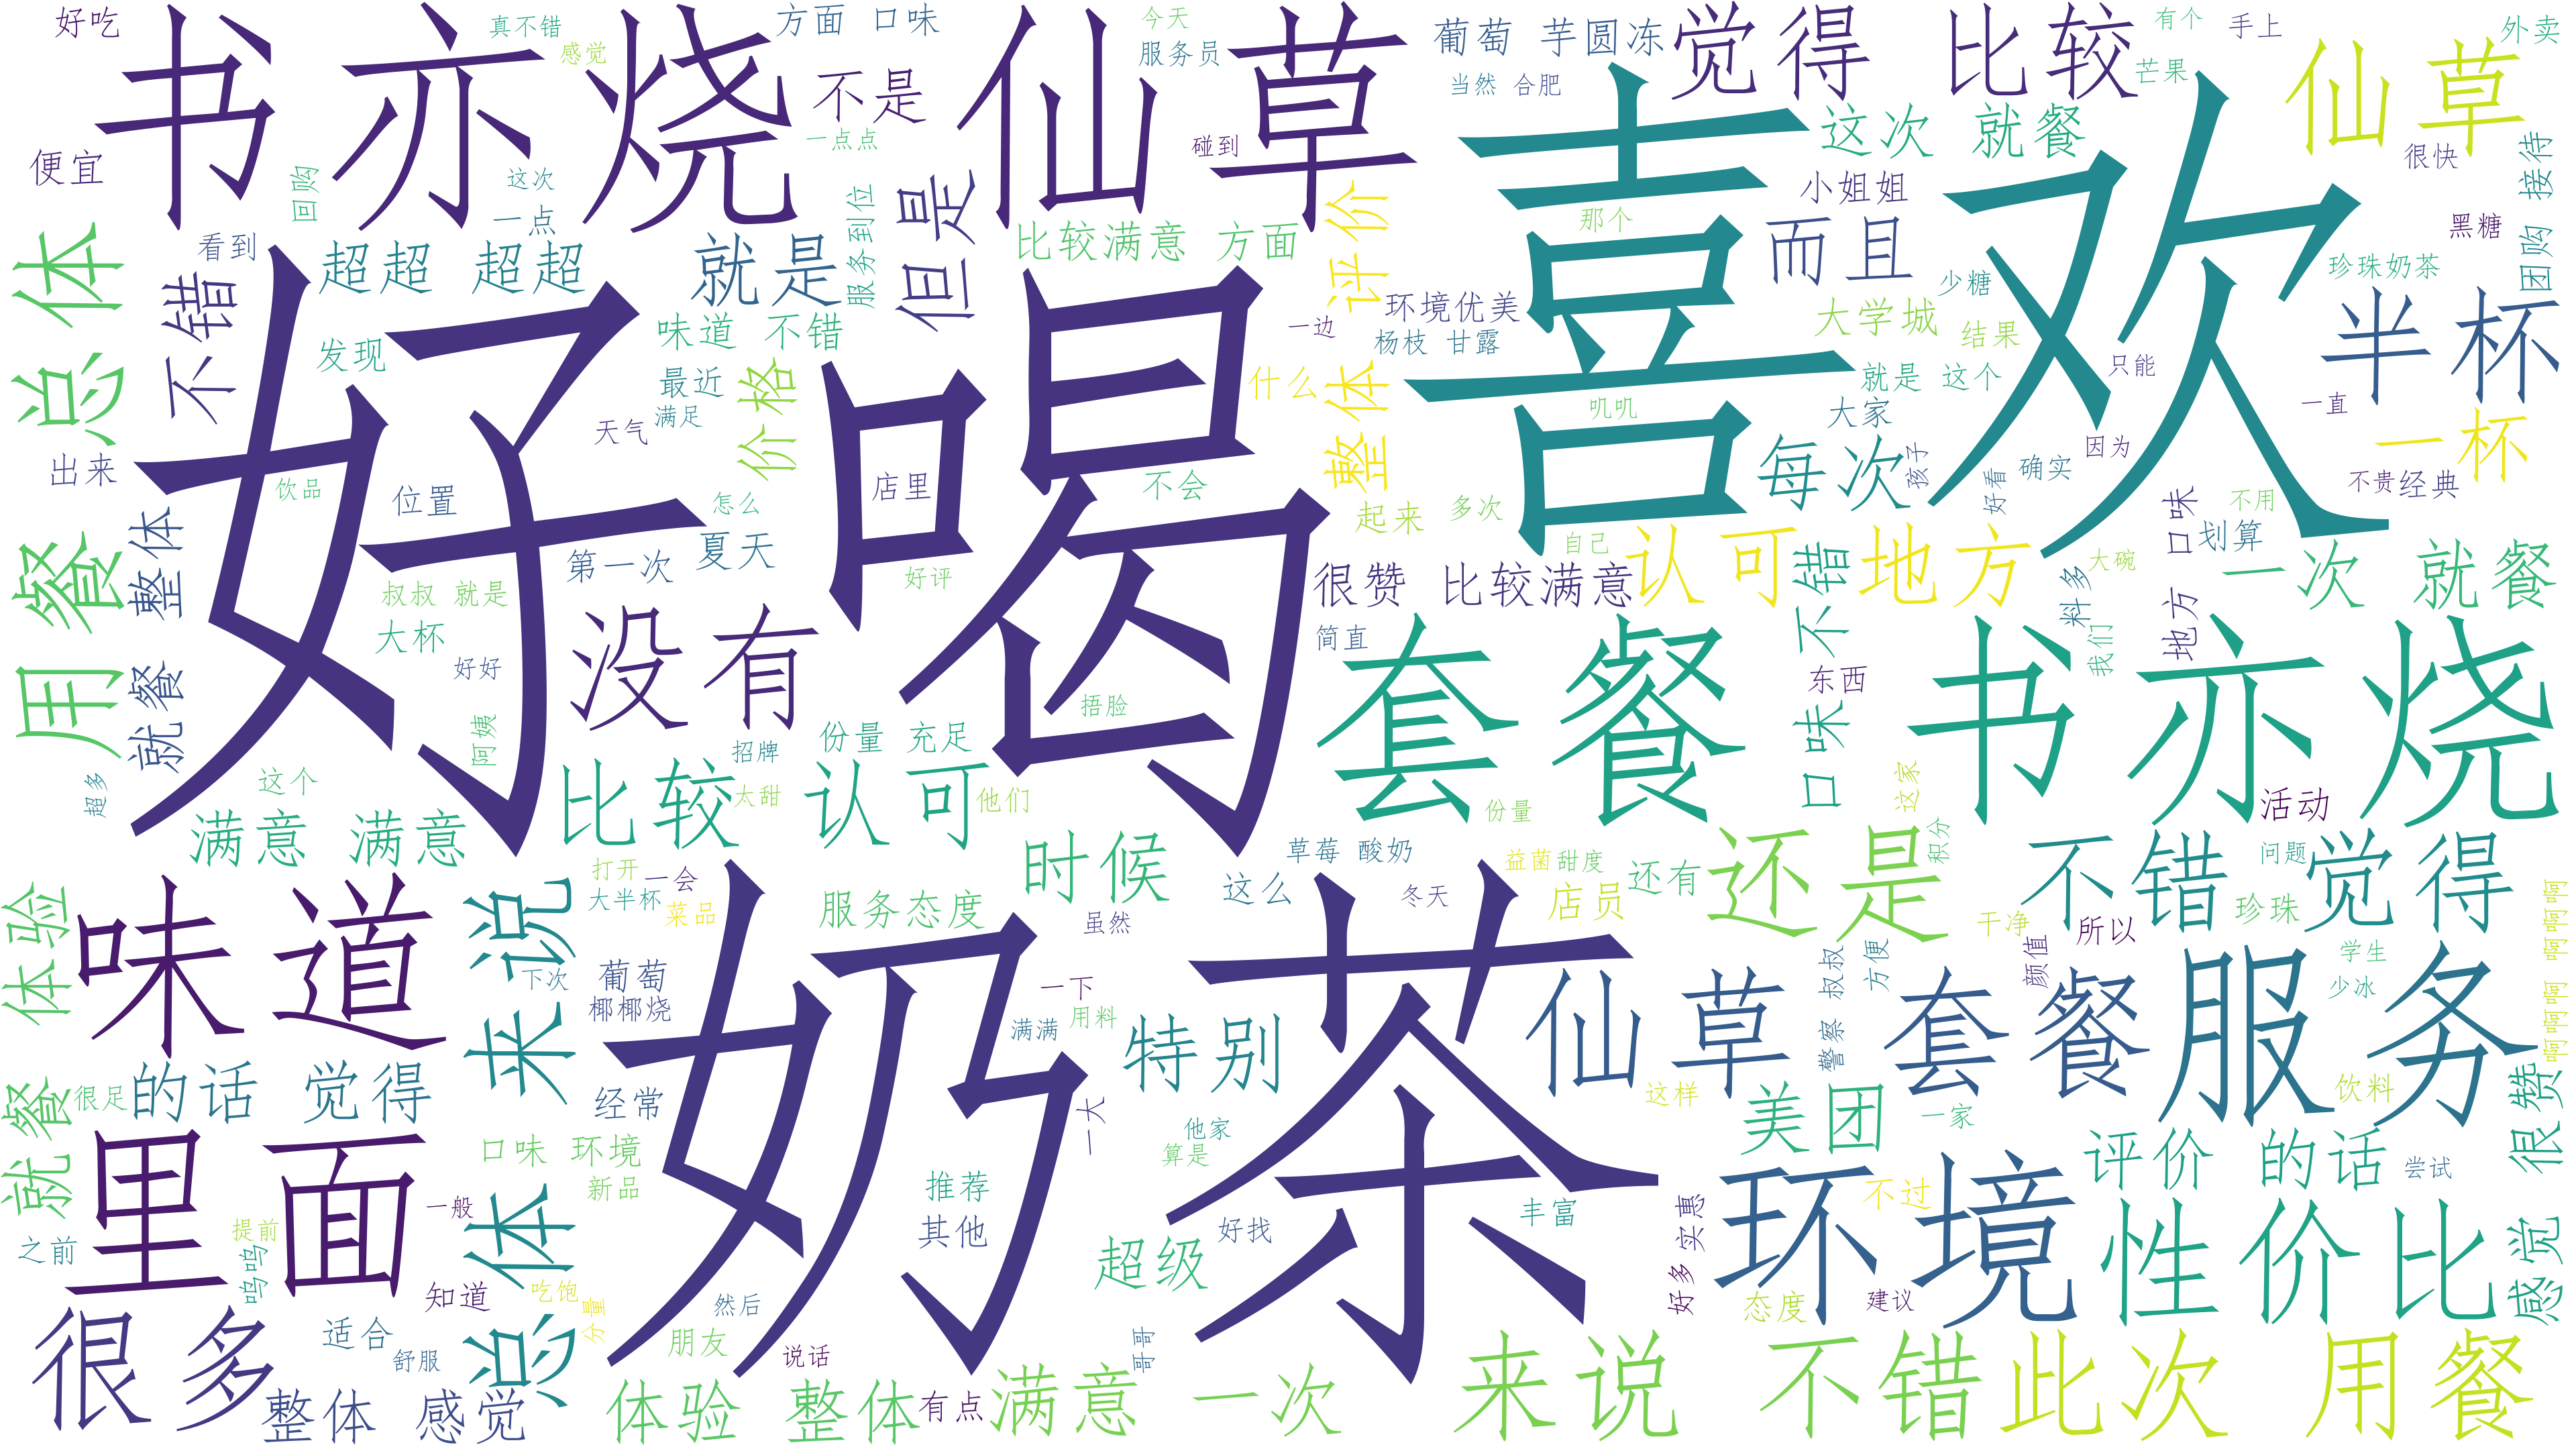 好吃
书亦烧仙草
真不错
感觉
方面 口味
今天
服务员
葡萄 芋圆冻
觉得 比较
有个
手上
外卖
不是
当然 合肥
芒果
仙草
便宜
一点点
碰到
喜欢
这次 就餐
很快
接待
回购
这次
一点
服务到位
但是
评价
小姐姐
那个
黑糖
总体
看到
超超 超超
就是
比较满意 方面
而且
珍珠奶茶
团购
不错
好喝
味道 不错
环境优美
一边
少糖
大学城
结果
半杯
发现
最近
价格
杨枝 甘露
什么
整体
就是 这个
只能
满足
天气
叽叽
大家
一直
一杯
出来
饮品
位置
怎么
店里
不会
起来 多次
每次
孩子
好看
确实
因为
不贵
经典
口味
不用
用餐
整体
第一次
夏天
自己
认可
地方
不错
划算
叔叔 就是
好评
很赞 比较满意
料多
大碗
一次 就餐
大杯
没有
简直
套餐
东西
我们
地方
书亦烧
就餐
好好
阿姨
捂脸
口味
超多
这个
招牌
份量 充足
比较 认可
太甜
他们
份量
这家
活动
满意 满意
时候
草莓 酸奶
益菌
甜度
还有
还是
积分
不错
觉得
问题
体验
味道
来说
打开
一会
大半杯
菜品
服务态度
这么
冬天
店员
干净
所以
珍珠
啊啊啊 啊啊啊
虽然
奶茶
下次
葡萄
椰椰烧
一下
用料
满满
特别
仙草
警察 叔叔
方便
套餐
颜值
服务
学生
少冰
就餐
很足
的话 觉得
经常
一大
他家
算是
这样
美团
一家
饮料
很赞
里面
总体
口味 环境
新品
推荐
其他
超级
好找
丰富
好多 实惠
环境
不过
评价 的话
尝试
性价比
感觉
一般
提前
之前
呜呜
知道
吃饱
分量
然后
态度
建议
很多
适合
舒服
朋友
说话
哥哥
整体 感觉
体验 整体
有点
满意 一次
来说 不错
此次 用餐